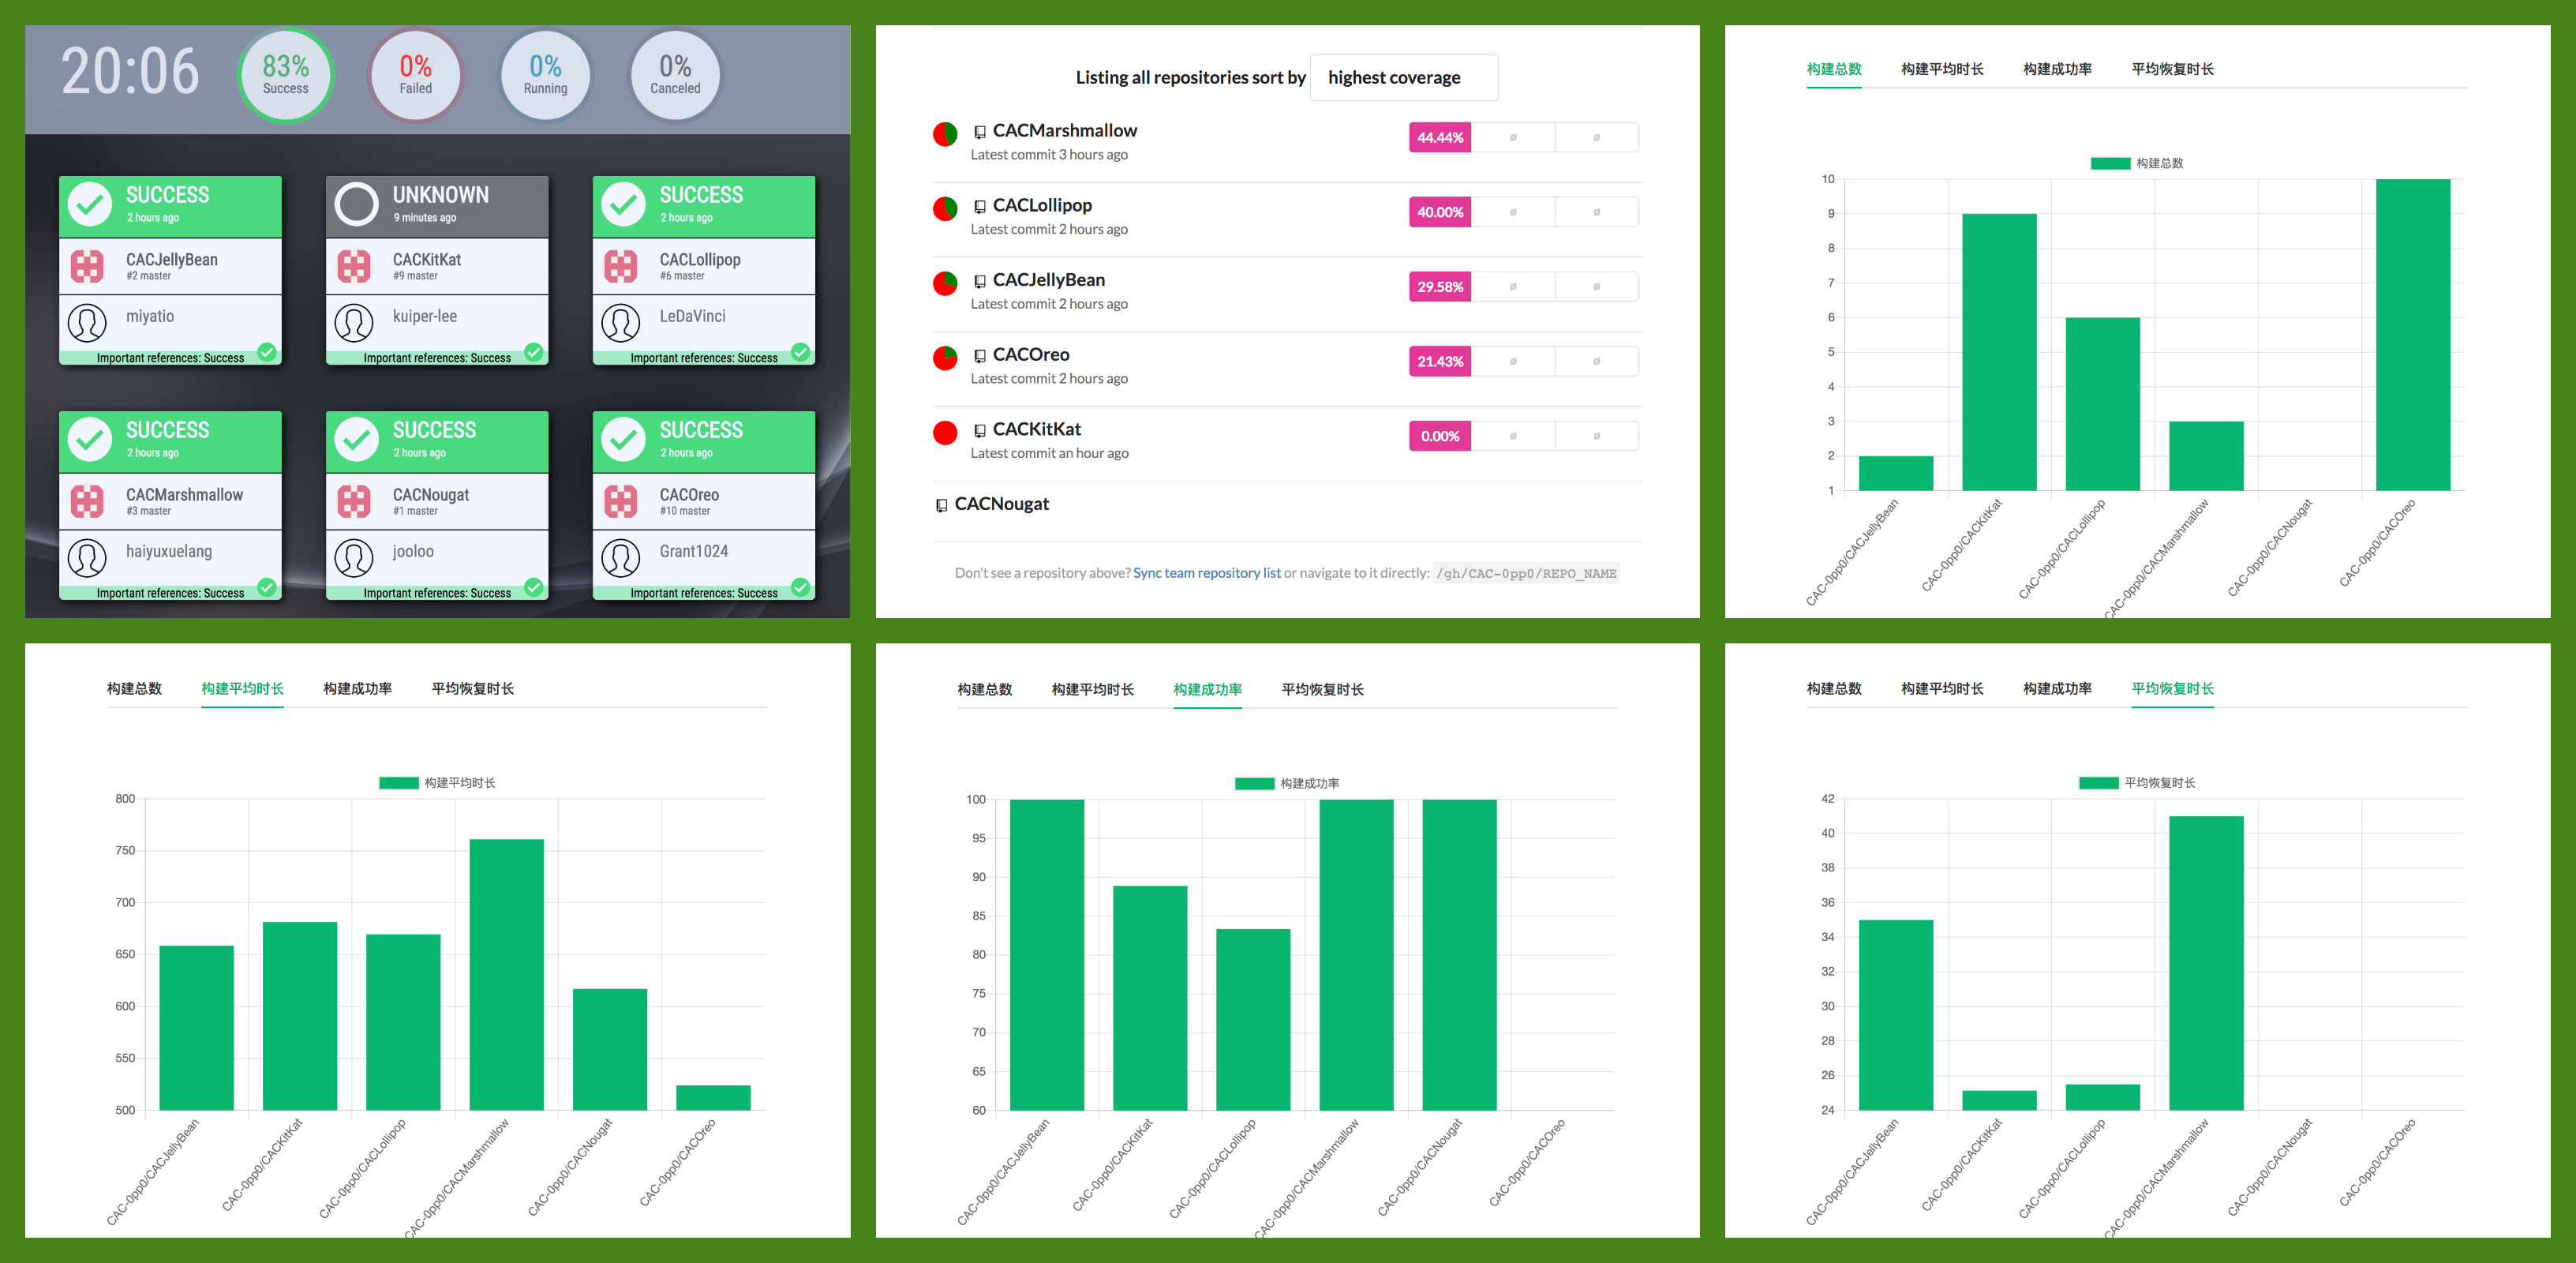 20:06
83%
Success
0%
Failed
0%
Running
0%
Canceled
SUCCESS
2 hours ago
CACJellyBean
#2 master
miyatio
Important references: Success
UNKNOWN
9 minutes ago
CACKitKat
#9 master
kuiper-lee
Important references: Success
SUCCESS
2 hours ago
CACLollipop
#6 master
LeDaVinci
Important references: Success
SUCCESS
2 hours ago
CACMarshmallow
#3 master
haiyuxuelang
Important references: Success
SUCCESS
2 hours ago
CACNougat
#1 master
jooloo
Important references: Success
SUCCESS
2 hours ago
CACOreo
#10 master
Grant1024
Important references: Success
Listing all repositories sort by highest coverage
CACMarshmallow
Latest commit 3 hours ago
44.44% ø ø
CACLollipop
Latest commit 2 hours ago
40.00% ø ø
CACJellyBean
Latest commit 2 hours ago
29.58% ø ø
CACOreo
Latest commit 2 hours ago
21.43% ø ø
CACKitKat
Latest commit an hour ago
0.00% ø ø
CACNougat
Don't see a repository above? Sync team repository list or navigate to it directly: /gh/CAC-0pp0/REPO_NAME
构建总数 构建平均时长 构建成功率 平均恢复时长
构建总数
10
9
8
7
6
5
4
3
2
1
CAC-0pp0/CACJellyBean
CAC-0pp0/CACKitKat
CAC-0pp0/CACLollipop
CAC-0pp0/CACMarshmallow
CAC-0pp0/CACNougat
CAC-0pp0/CACOreo
构建总数 构建平均时长 构建成功率 平均恢复时长
构建平均时长
800
750
700
650
600
550
500
CAC-0pp0/CACJellyBean
CAC-0pp0/CACKitKat
CAC-0pp0/CACLollipop
CAC-0pp0/CACMarshmallow
CAC-0pp0/CACNougat
CAC-0pp0/CACOreo
构建总数 构建平均时长 构建成功率 平均恢复时长
构建成功率
100
95
90
85
80
75
70
65
60
CAC-0pp0/CACJellyBean
CAC-0pp0/CACKitKat
CAC-0pp0/CACLollipop
CAC-0pp0/CACMarshmallow
CAC-0pp0/CACNougat
CAC-0pp0/CACOreo
构建总数 构建平均时长 构建成功率 平均恢复时长
平均恢复时长
42
40
38
36
34
32
30
28
26
24
CAC-0pp0/CACJellyBean
CAC-0pp0/CACKitKat
CAC-0pp0/CACLollipop
CAC-0pp0/CACMarshmallow
CAC-0pp0/CACNougat
CAC-0pp0/CACOreo